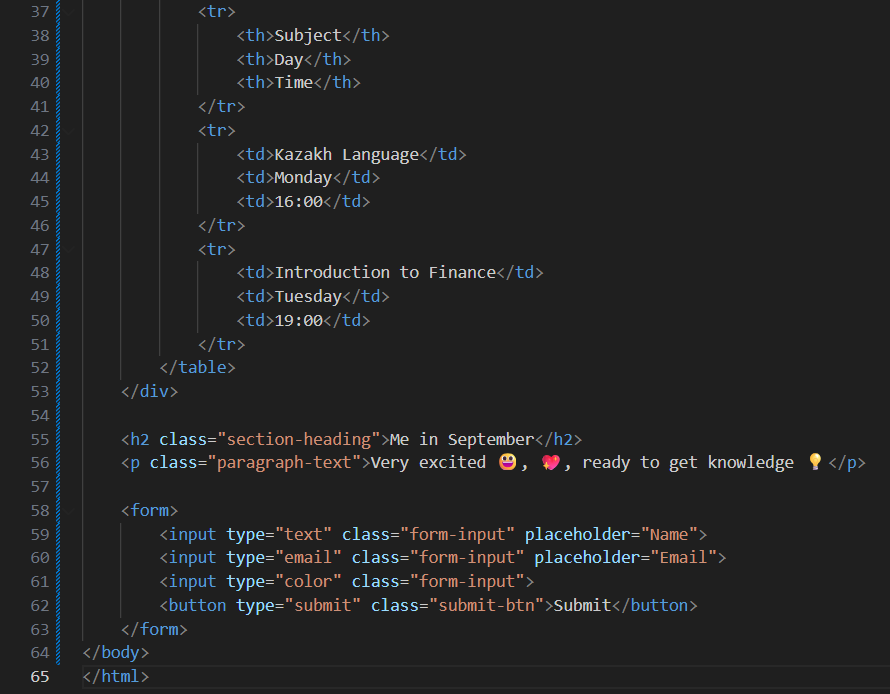 37 <tr>
38 <th>Subject</th>
39 <th>Day</th>
40 <th>Time</th>
41 </tr>
42 <tr>
43 <td>Kazakh Language</td>
44 <td>Monday</td>
45 <td>16:00</td>
46 </tr>
47 <tr>
48 <td>Introduction to Finance</td>
49 <td>Tuesday</td>
50 <td>19:00</td>
51 </tr>
52 </table>
53 </div>
54
55 <h2 class="section-heading">Me in September</h2>
56 <p class="paragraph-text">Very excited 😃, 💖, ready to get knowledge 💡</p>
57
58 <form>
59 <input type="text" class="form-input" placeholder="Name">
60 <input type="email" class="form-input" placeholder="Email">
61 <input type="color" class="form-input">
62 <button type="submit" class="submit-btn">Submit</button>
63 </form>
64 </body>
65 </html>